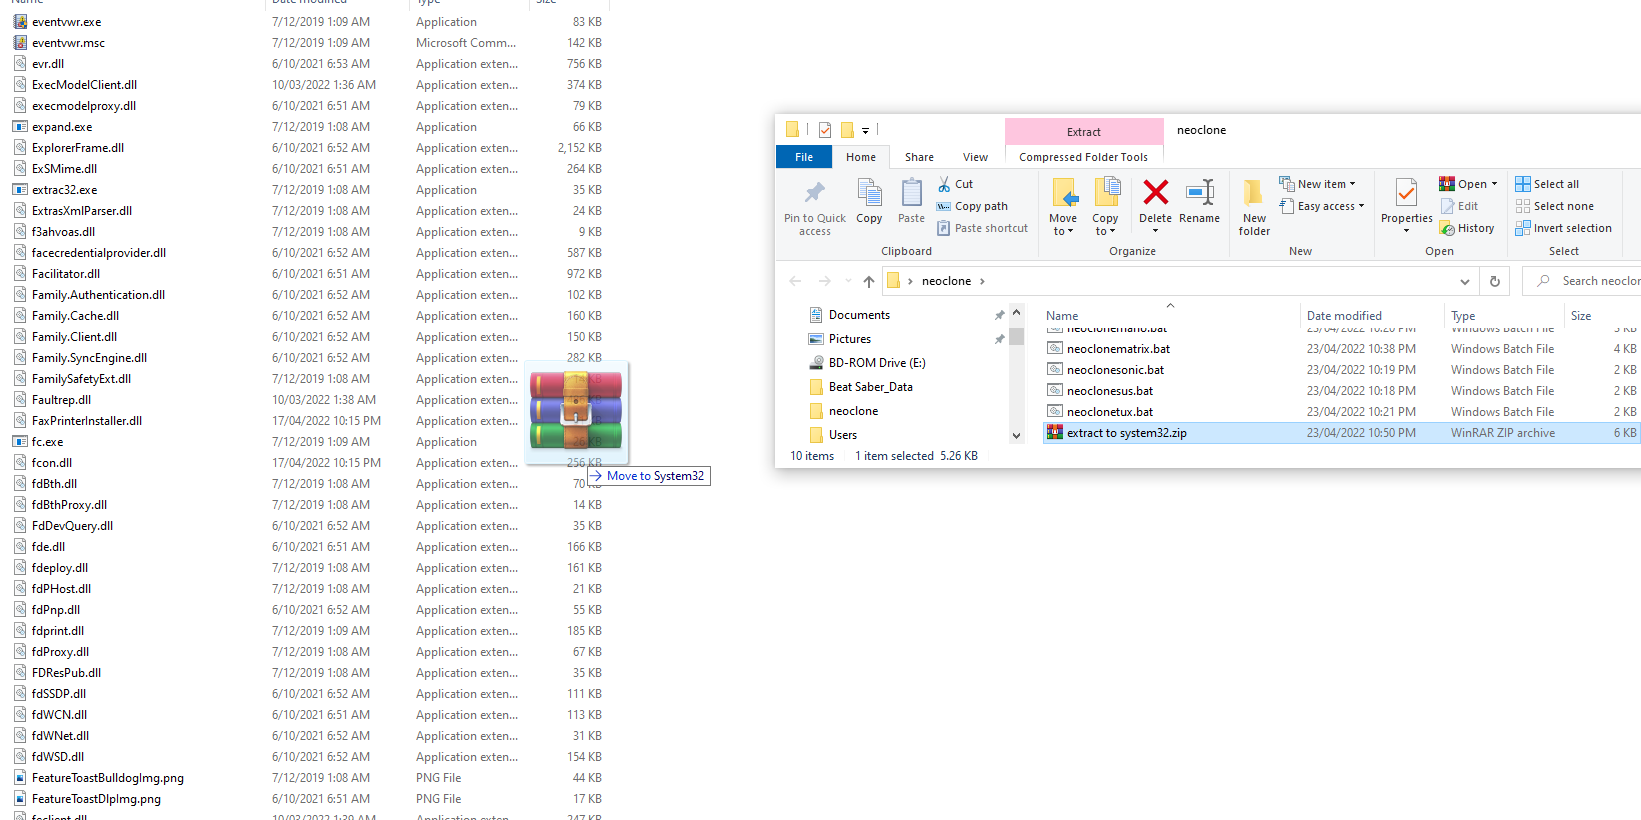 Name Date modified Type Size
eventvwr.exe 7/12/2019 1:09 AM Application 83 KB
eventvwr.msc 7/12/2019 1:09 AM Microsoft Comm... 142 KB
evr.dll 6/10/2021 6:53 AM Application exten... 756 KB
ExecModelClient.dll 10/03/2022 1:36 AM Application exten... 374 KB
execmodelproxy.dll 6/10/2021 6:51 AM Application exten... 79 KB
expand.exe 7/12/2019 1:08 AM Application 66 KB
ExplorerFrame.dll 6/10/2021 6:52 AM Application exten... 2,152 KB
ExSMime.dll 6/10/2021 6:51 AM Application exten... 264 KB
extrac32.exe 7/12/2019 1:08 AM Application 35 KB
ExtrasXmlParser.dll 7/12/2019 1:08 AM Application exten... 24 KB
f3ahvoas.dll 7/12/2019 1:08 AM Application exten... 9 KB
facecredentialprovider.dll 6/10/2021 6:52 AM Application exten... 587 KB
Facilitator.dll 6/10/2021 6:51 AM Application exten... 972 KB
Family.Authentication.dll 6/10/2021 6:52 AM Application exten... 102 KB
Family.Cache.dll 6/10/2021 6:52 AM Application exten... 160 KB
Family.Client.dll 6/10/2021 6:52 AM Application exten... 150 KB
Family.SyncEngine.dll 6/10/2021 6:52 AM Application exten... 282 KB
FamilySafetyExt.dll 7/12/2019 1:08 AM Application exten... KB
Faultrep.dll 10/03/2022 1:38 AM Application exten...
FaxPrinterInstaller.dll 17/04/2022 10:15 PM Application exten...
fc.exe 7/12/2019 1:09 AM Application 26 KB
fcon.dll 17/04/2022 10:15 PM Application exten... 256 KB
fdBth.dll 7/12/2019 1:08 AM Application exten... 70
fdBthProxy.dll 7/12/2019 1:08 AM Application exten... 14 KB
FdDevQuery.dll 6/10/2021 6:52 AM Application exten... 35 KB
fde.dll 6/10/2021 6:51 AM Application exten... 166 KB
fdeploy.dll 7/12/2019 1:08 AM Application exten... 161 KB
fdPHost.dll 7/12/2019 1:08 AM Application exten... 21 KB
fdPnp.dll 6/10/2021 6:52 AM Application exten... 55 KB
fdprint.dll 7/12/2019 1:09 AM Application exten... 185 KB
fdProxy.dll 7/12/2019 1:08 AM Application exten... 67 KB
FDResPub.dll 7/12/2019 1:08 AM Application exten... 35 KB
fdSSDP.dll 6/10/2021 6:52 AM Application exten... 111 KB
fdWCN.dll 6/10/2021 6:51 AM Application exten... 113 KB
fdWNet.dll 6/10/2021 6:52 AM Application exten... 31 KB
fdWSD.dll 6/10/2021 6:52 AM Application exten... 154 KB
FeatureToastBulldogImg.png 7/12/2019 1:08 AM PNG File 44 KB
FeatureToastDlpImg.png 6/10/2021 6:51 AM PNG File 17 KB
feclient.dll 10/03/2022 1:39 AM Application exten... 247 KB
Move to System32
Extract neoclone
File Home Share View Compressed Folder Tools
Pin to Quick access
Copy
Paste
Cut
Copy path
Paste shortcut
Clipboard
Move to
Copy to
Delete
Rename
Organize
New folder
New item
Easy access
New
Properties
Open
Edit
History
Open
Select all
Select none
Invert selection
Select
neoclone
Search neoclon
Documents
Pictures
BD-ROM Drive (E:)
Beat Saber_Data
neoclone
Users
Name Date modified Type Size
neoclonemario.bat 23/04/2022 10:20 PM Windows Batch File 3 KB
neoclonematrix.bat 23/04/2022 10:38 PM Windows Batch File 4 KB
neoclonesonic.bat 23/04/2022 10:19 PM Windows Batch File 2 KB
neoclonesus.bat 23/04/2022 10:18 PM Windows Batch File 2 KB
neoclonetux.bat 23/04/2022 10:21 PM Windows Batch File 2 KB
extract to system32.zip 23/04/2022 10:50 PM WinRAR ZIP archive 6 KB
10 items 1 item selected 5.26 KB